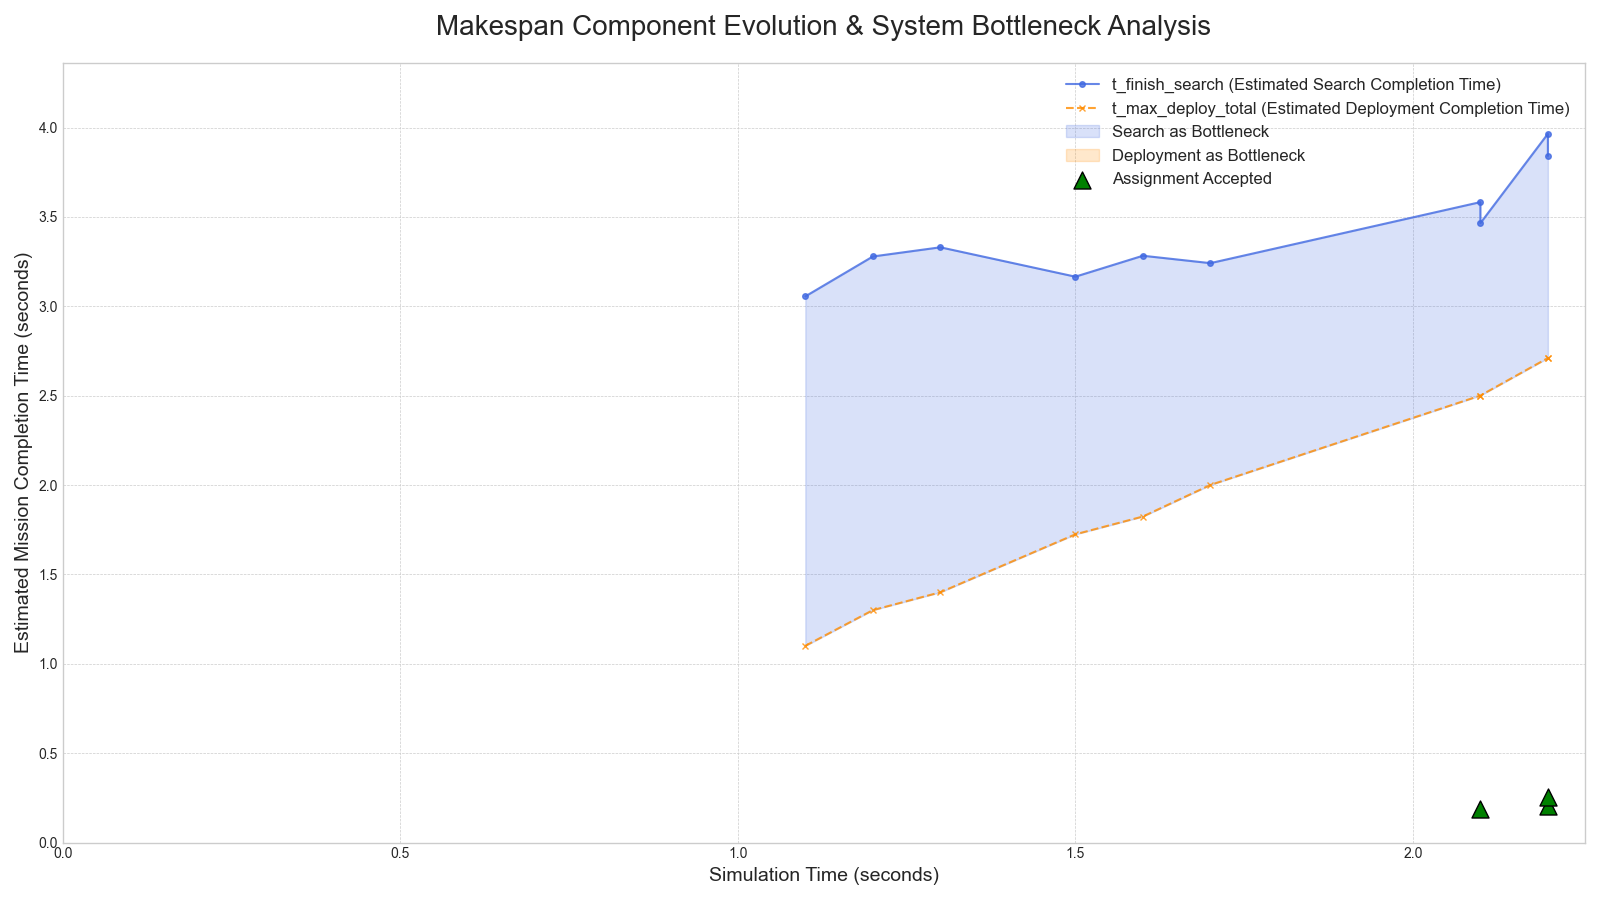 Makespan Component Evolution & System Bottleneck Analysis
t_finish_search (Estimated Search Completion Time)
t_max_deploy_total (Estimated Deployment Completion Time)
Search as Bottleneck
Deployment as Bottleneck
Assignment Accepted
Estimated Mission Completion Time (seconds)
4.0
3.5
3.0
2.5
2.0
1.5
1.0
0.5
0.0
0.0
0.5
1.0
1.5
2.0
Simulation Time (seconds)